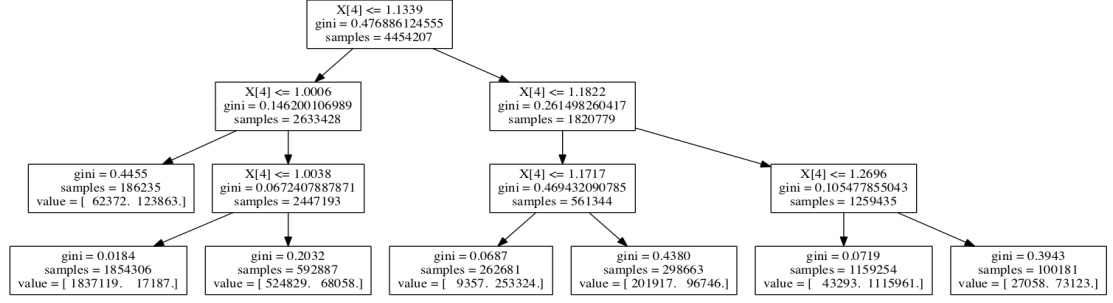 X[4] <= 1.1339
gini = 0.476886124555
samples = 4454207
X[4] <= 1.0006
gini = 0.146200106989
samples = 2633428
X[4] <= 1.1822
gini = 0.261498260417
samples = 1820779
gini = 0.4455
samples = 186235
value = [ 62372. 123863.]
X[4] <= 1.0038
gini = 0.0672407887871
samples = 2447193
X[4] <= 1.1717
gini = 0.469432090785
samples = 561344
X[4] <= 1.2696
gini = 0.105477855043
samples = 1259435
gini = 0.0184
samples = 1854306
value = [ 1837119. 17187.]
gini = 0.2032
samples = 592887
value = [ 524829. 68058.]
gini = 0.0687
samples = 262681
value = [ 9357. 253324.]
gini = 0.4380
samples = 298663
value = [ 201917. 96746.]
gini = 0.0719
samples = 1159254
value = [ 43293. 1115961.]
gini = 0.3943
samples = 100181
value = [ 27058. 73123.]